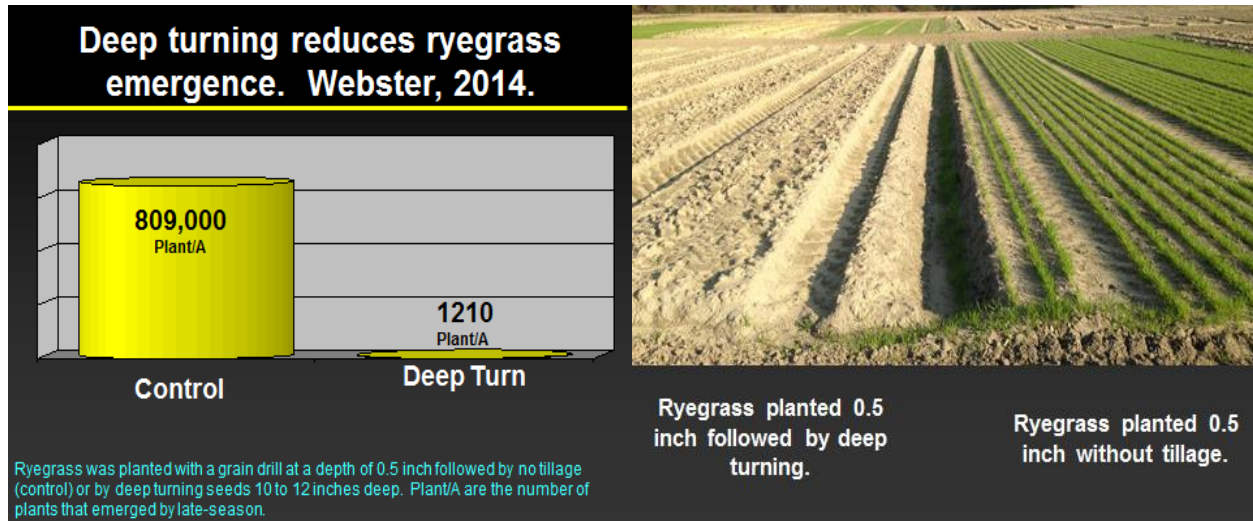 Deep turning reduces ryegrass
emergence. Webster, 2014.
809,000
Plant/A
1210
Plant/A
Control
Deep Turn
Ryegrass was planted with a grain drill at a depth of 0.5 inch followed by no tillage
(control) or by deep turning seeds 10 to 12 inches deep. Plant/A are the number of
plants that emerged by late-season.
Ryegrass planted 0.5
inch followed by deep
turning.
Ryegrass planted 0.5
inch without tillage.